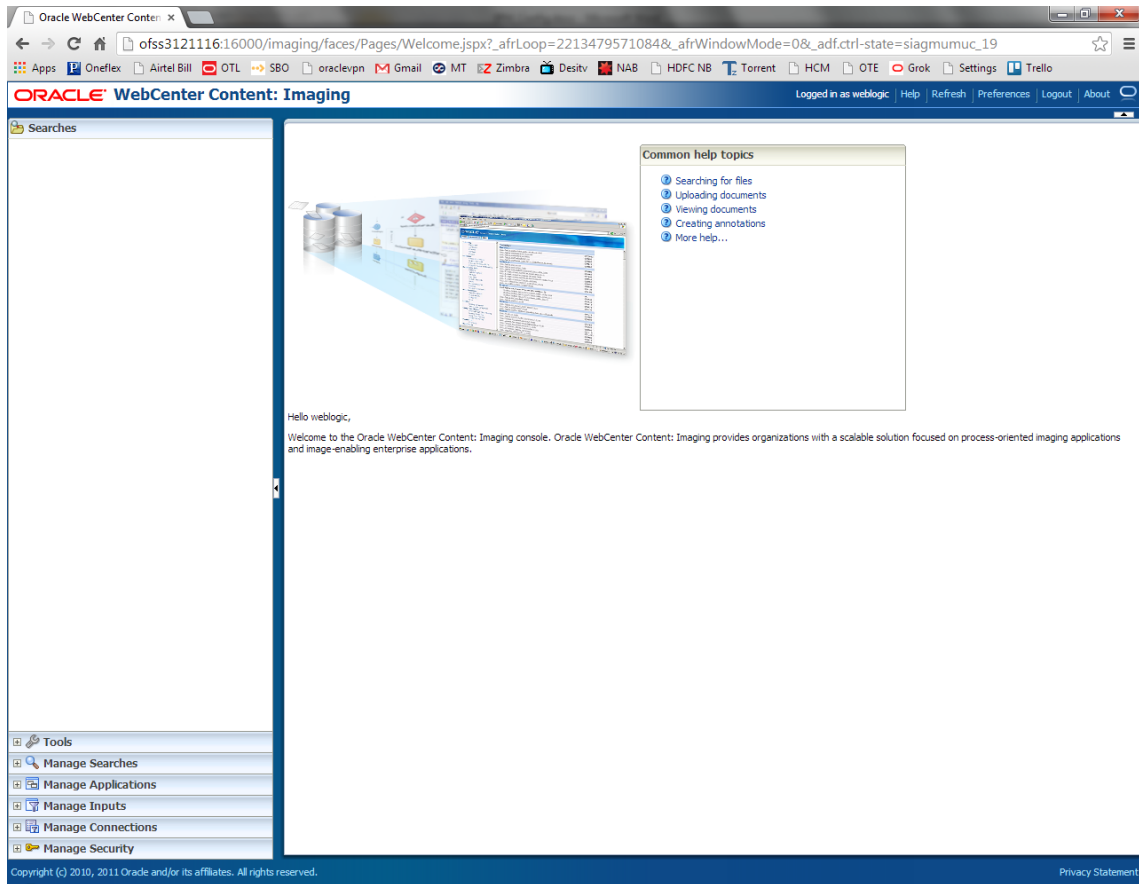 Oracle WebCenter Conten ×
ofss3121116:16000/imaging/faces/Pages/Welcome.jspx?_afrLoop=2213479571084&_afrWindowMode=0&_adf.ctrl-state=siagmumuc_19
Apps Oneflex Airtel Bill OTL SBO oraclevpn Gmail MT Zimbra Desitv NAB HDFC NB Torrent HCM OTE Grok Settings Trello
ORACLE WebCenter Content: Imaging
Logged in as weblogic Help Refresh Preferences Logout About
Searches
Common help topics
Searching for files
Uploading documents
Viewing documents
Creating annotations
More help...
Hello weblogic,
Welcome to the Oracle WebCenter Content: Imaging console. Oracle WebCenter Content: Imaging provides organizations with a scalable solution focused on process-oriented imaging applications
and image-enabling enterprise applications.
Tools
Manage Searches
Manage Applications
Manage Inputs
Manage Connections
Manage Security
Copyright (c) 2010, 2011 Oracle and/or its affiliates. All rights reserved.
Privacy Statement